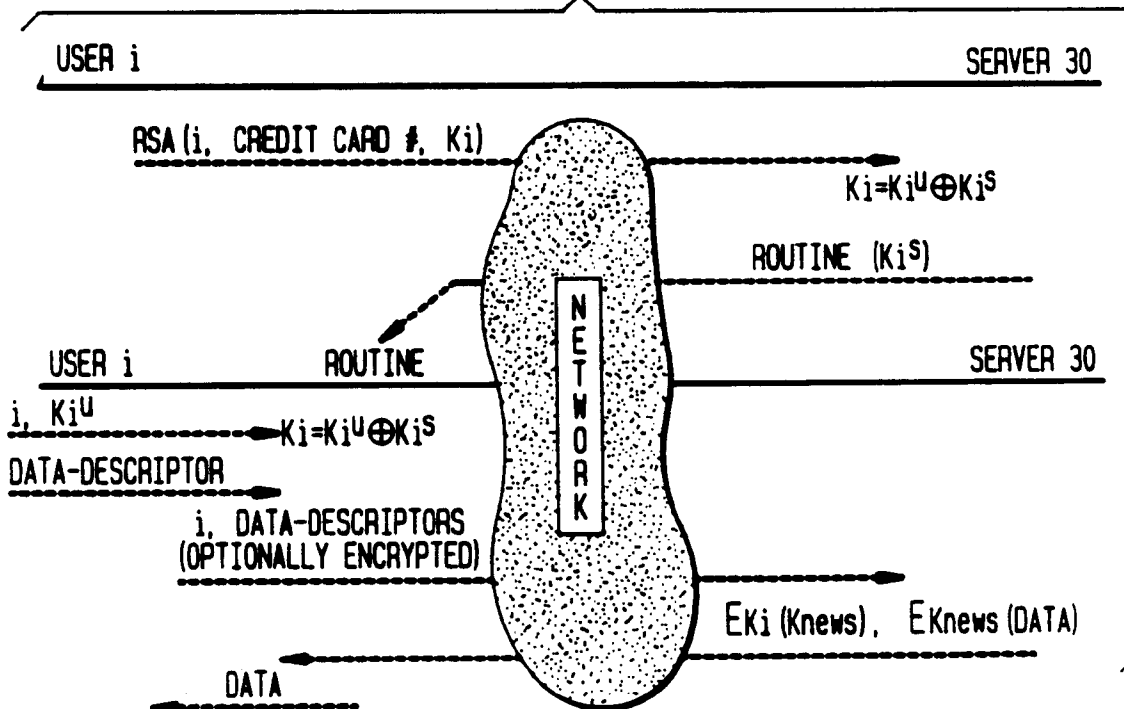 USER i SERVER 30
RSA (i, CREDIT CARD #, Ki)
Ki=Ki^U⊕Ki^S
ROUTINE (Ki^S)
ROUTINE
NETWORK
USER i SERVER 30
i, Ki^U
Ki=Ki^U⊕Ki^S
DATA-DESCRIPTOR
i, DATA-DESCRIPTORS
(OPTIONALLY ENCRYPTED)
EKi (Knews), EKnews (DATA)
DATA